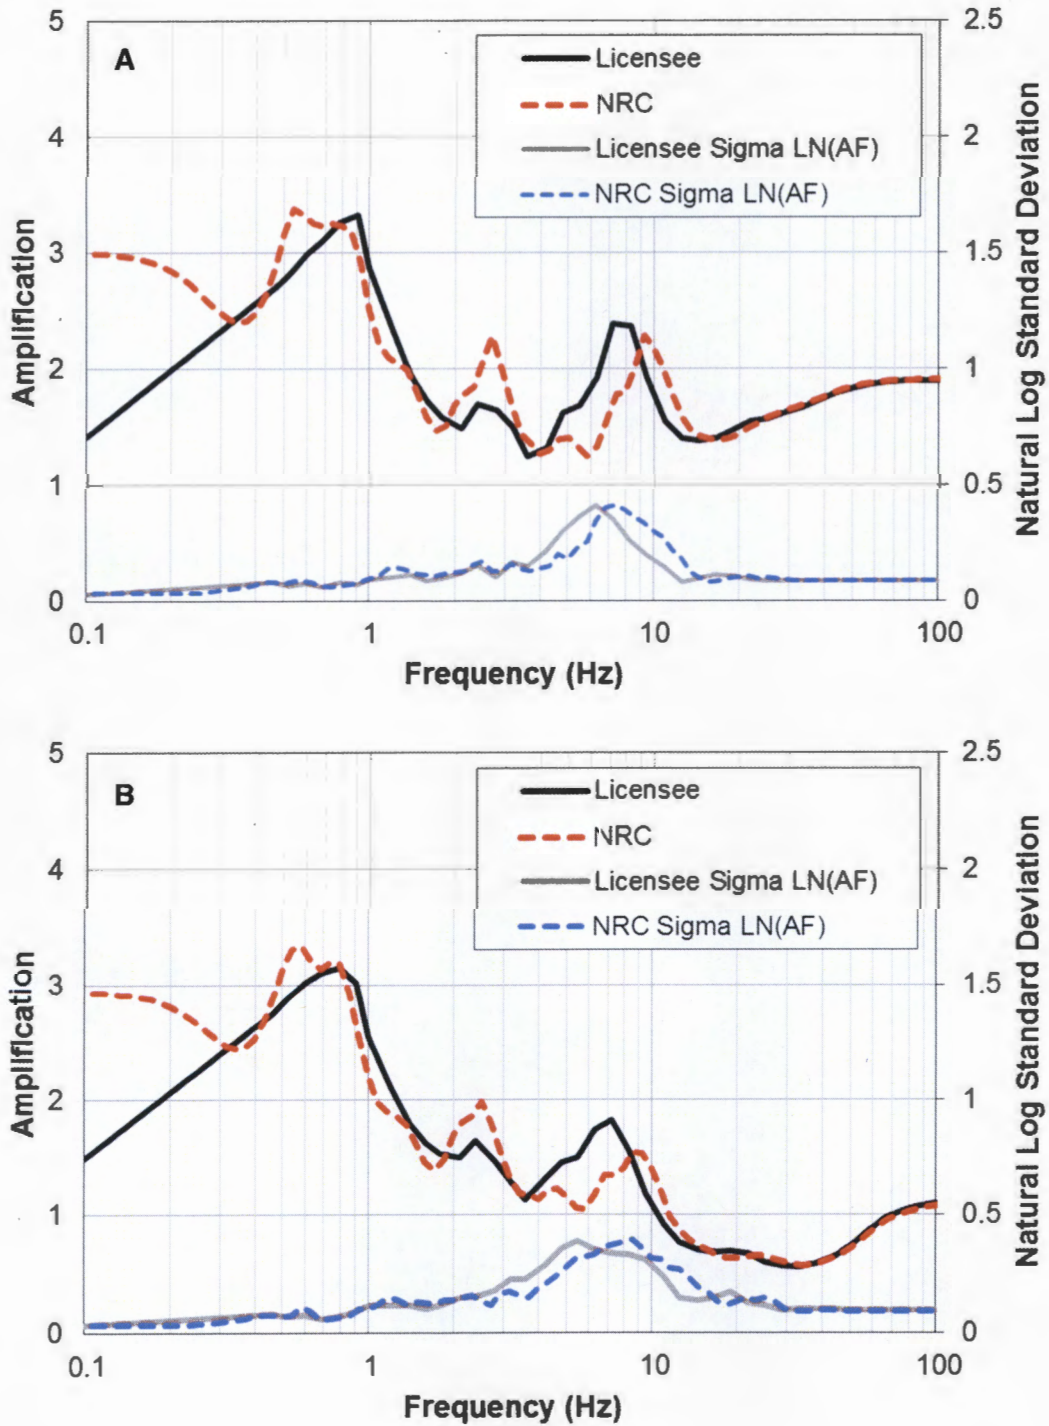 A
5
4
3
2
1
0
Amplification
2.5
2
1.5
1
0.5
0
Natural Log Standard Deviation
Licensee
NRC
Licensee Sigma LN(AF)
NRC Sigma LN(AF)
0.1
1
10
100
Frequency (Hz)
B
5
4
3
2
1
0
Amplification
2.5
2
1.5
1
0.5
0
Natural Log Standard Deviation
Licensee
NRC
Licensee Sigma LN(AF)
NRC Sigma LN(AF)
0.1
1
10
100
Frequency (Hz)